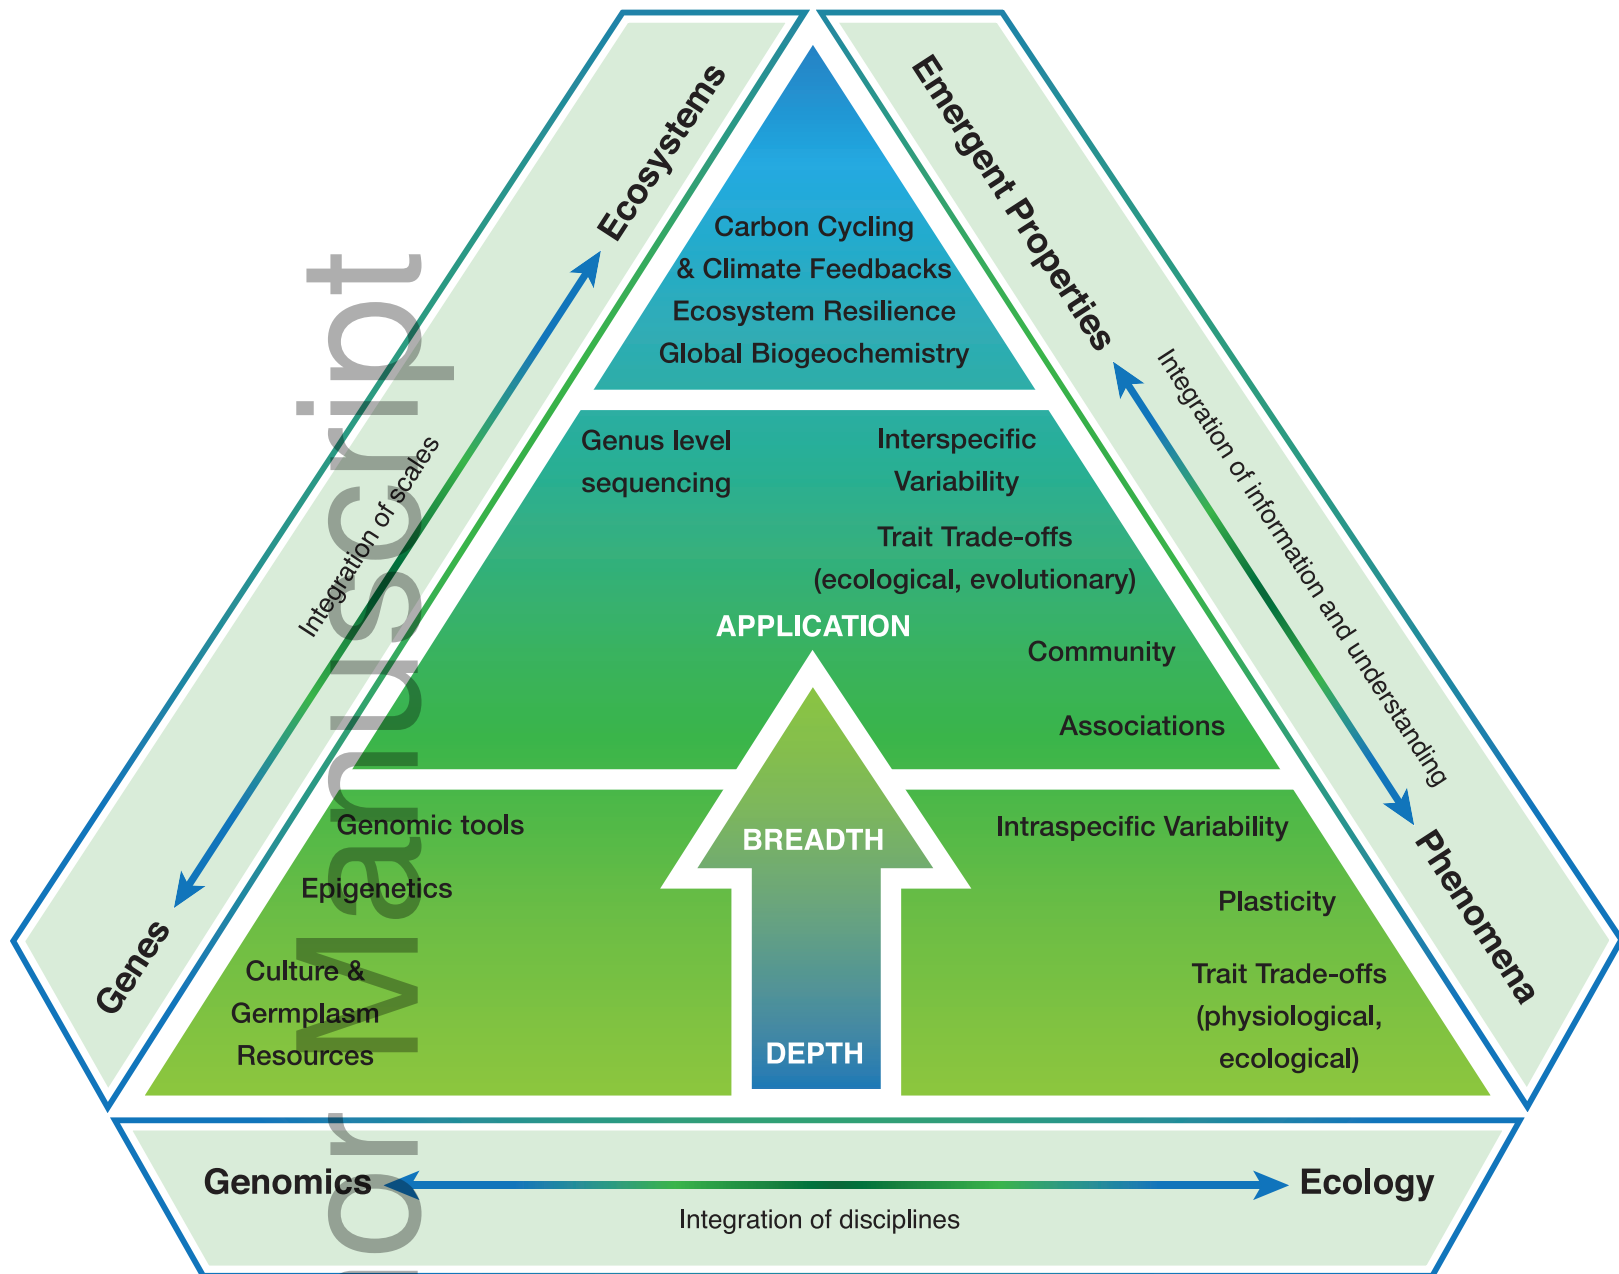 Ecosystems
Integration of scales
Genes
Emergent Properties
Integration of information and understanding
Phenomena
Carbon Cycling
& Climate Feedbacks
Ecosystem Resilience
Global Biogeochemistry
Genus level
sequencing
Interspecific
Variability
Trait Trade-offs
(ecological, evolutionary)
APPLICATION
Community
Associations
Genomic tools
Epigenetics
Culture &
Germplasm
Resources
BREADTH
DEPTH
Intraspecific Variability
Plasticity
Trait Trade-offs
(physiological,
ecological)
Genomics
Ecology
Integration of disciplines
Manuscript